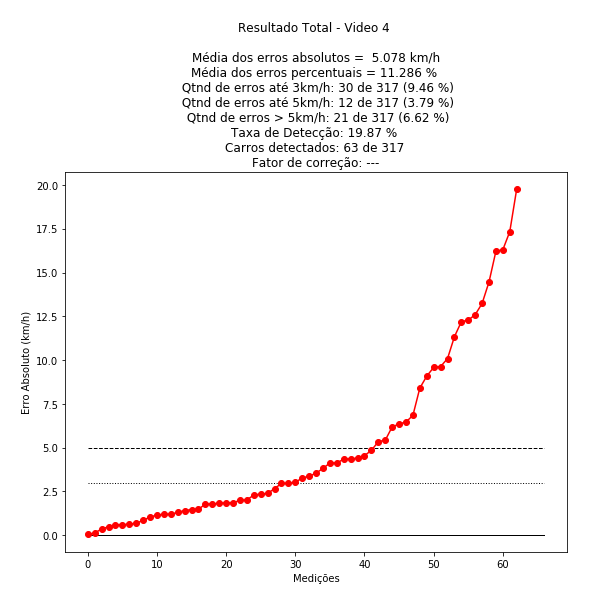 Resultado Total - Video 4
Média dos erros absolutos =  5.078 km/h
Média dos erros percentuais = 11.286 %
Qtnd de erros até 3km/h: 30 de 317 (9.46 %)
Qtnd de erros até 5km/h: 12 de 317 (3.79 %)
Qtnd de erros > 5km/h: 21 de 317 (6.62 %)
Taxa de Detecção: 19.87 %
Carros detectados: 63 de 317
Fator de correção: ---
20.0
17.5
15.0
12.5
10.0
7.5
5.0
2.5
0.0
Erro Absoluto (km/h)
0 10 20 30 40 50 60
Medições